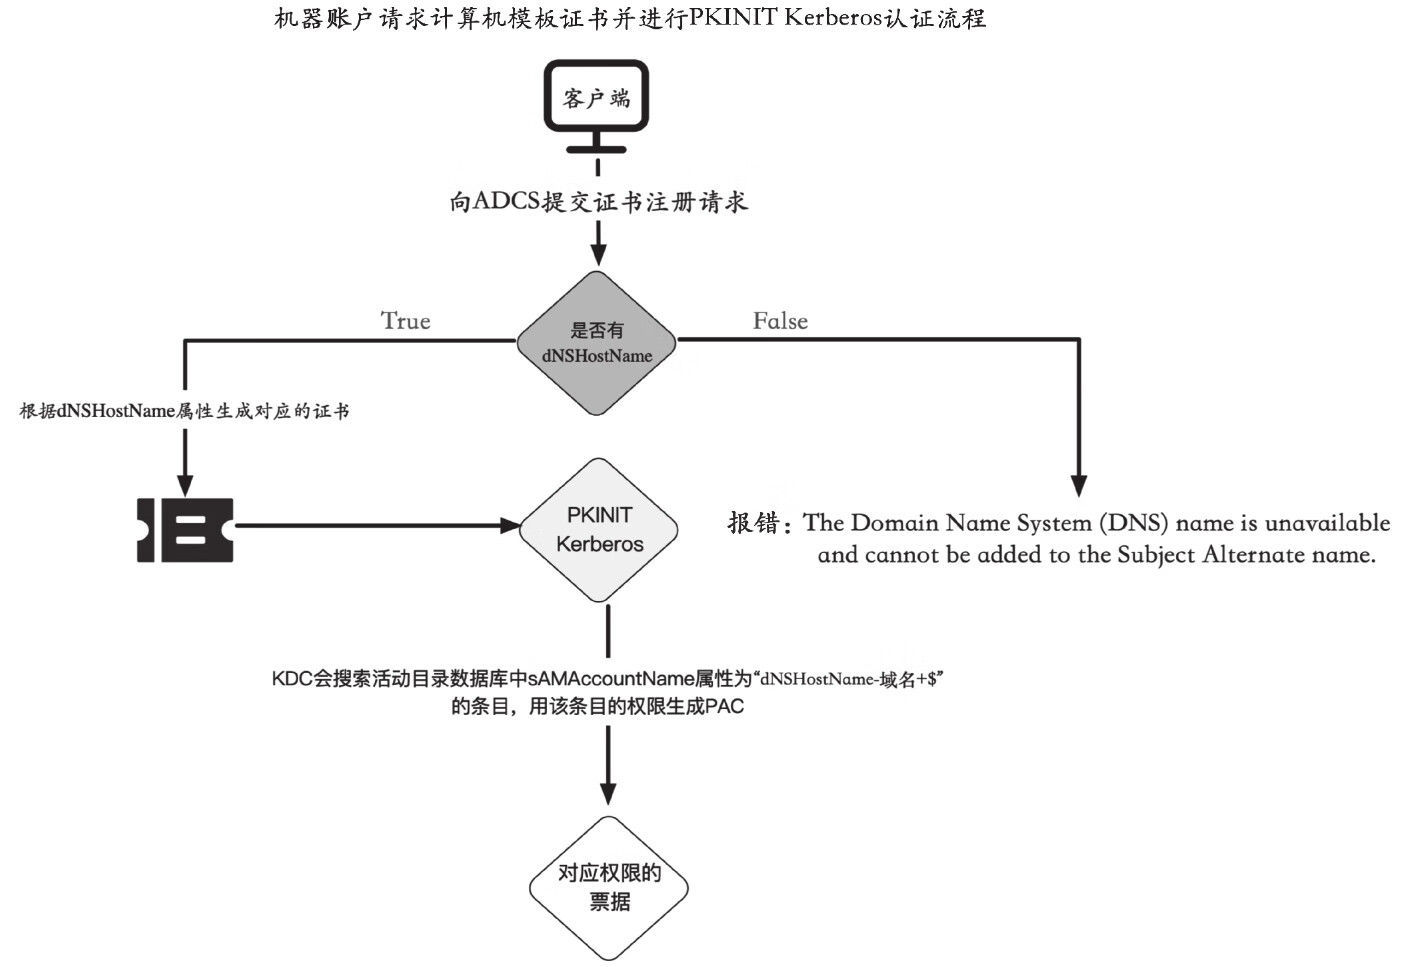 机器账户请求计算机模板证书并进行PKINIT Kerberos认证流程
客户端
向ADCS提交证书注册请求
True
False
是否有
dNSHostName
根据dNSHostName属性生成对应的证书
PKINIT
Kerberos
报错：The Domain Name System (DNS) name is unavailable
and cannot be added to the Subject Alternate name.
KDC会搜索活动目录数据库中sAMAccountName属性为“dNSHostName-域名+$”
的条目，用该条目的权限生成PAC
对应权限的
票据